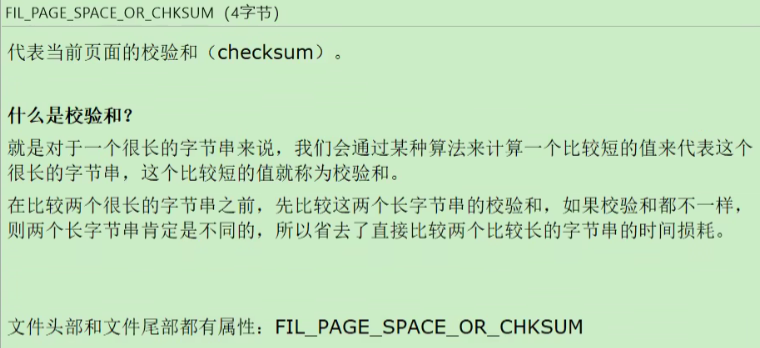 FIL_PAGE_SPACE_OR_CHKSUM（4字节）
代表当前页面的校验和（checksum）。
什么是校验和？
就是对于一个很长的字节串来说，我们会通过某种算法来计算一个比较短的值来代表这个
很长的字节串，这个比较短的值就称为校验和。
在比较两个很长的字节串之前，先比较这两个长字节串的校验和，如果校验和都不一样，
则两个长字节串肯定是不同的，所以省去了直接比较两个比较长的字节串的时间损耗。
文件头部和文件尾部都有属性：FIL_PAGE_SPACE_OR_CHKSUM